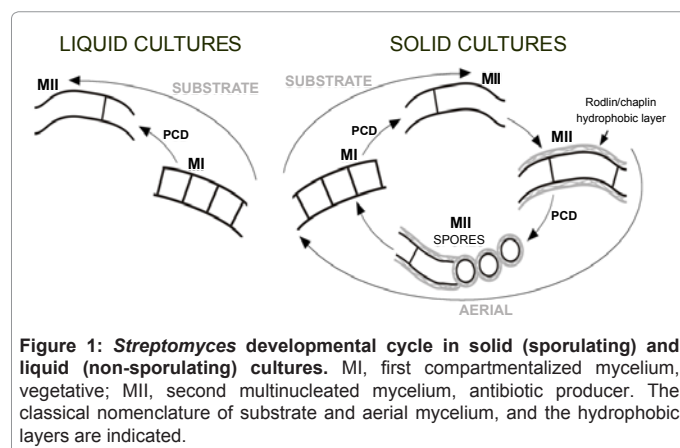 LIQUID CULTURES
MII
SUBSTRATE
PCD
MI
SOLID CULTURES
SUBSTRATE
MII
PCD
MI
Rodlin/chaplin
hydrophobic layer
MII
PCD
MII
SPORES
AERIAL
Figure 1: Streptomyces developmental cycle in solid (sporulating) and
liquid (non-sporulating) cultures. MI, first compartmentalized mycelium,
vegetative; MII, second multinucleated mycelium, antibiotic producer. The
classical nomenclature of substrate and aerial mycelium, and the hydrophobic
layers are indicated.